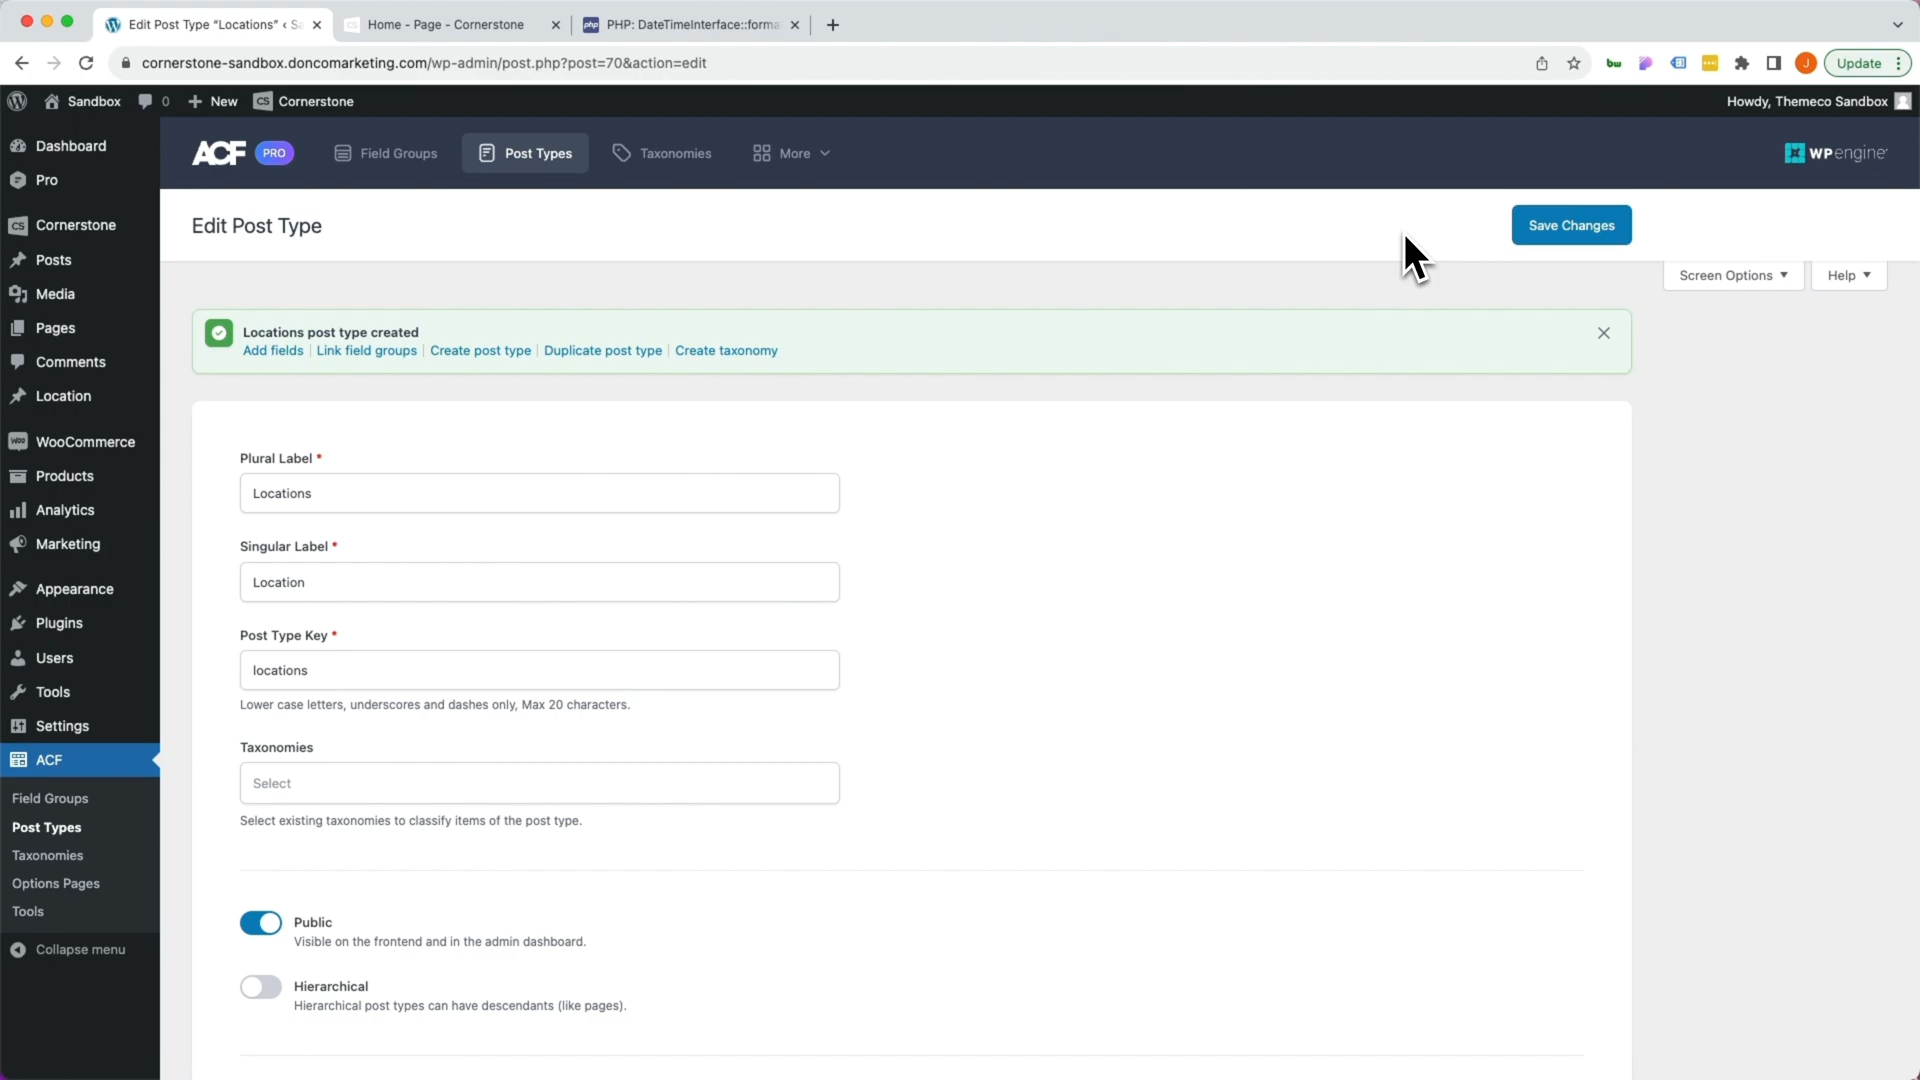 Edit Post Type "Locations" ‹ Sa
Home - Page - Cornerstone
PHP: DateTimeInterface::forma
cornerstone-sandbox.doncomarketing.com/wp-admin/post.php?post=70&action=edit
bw
J
Update
Sandbox
0
New
CS Cornerstone
Howdy, Themeco Sandbox
Dashboard
Pro
CS Cornerstone
Posts
Media
Pages
Comments
Location
Woo WooCommerce
Products
Analytics
Marketing
Appearance
Plugins
Users
Tools
Settings
ACF
Field Groups
Post Types
Taxonomies
Options Pages
Tools
Collapse menu
ACF PRO
Field Groups
Post Types
Taxonomies
More
WP engine
Edit Post Type
Save Changes
Screen Options
Help
Locations post type created
Add fields | Link field groups | Create post type | Duplicate post type | Create taxonomy
Plural Label *
Locations
Singular Label *
Location
Post Type Key *
locations
Lower case letters, underscores and dashes only, Max 20 characters.
Taxonomies
Select
Select existing taxonomies to classify items of the post type.
Public
Visible on the frontend and in the admin dashboard.
Hierarchical
Hierarchical post types can have descendants (like pages).